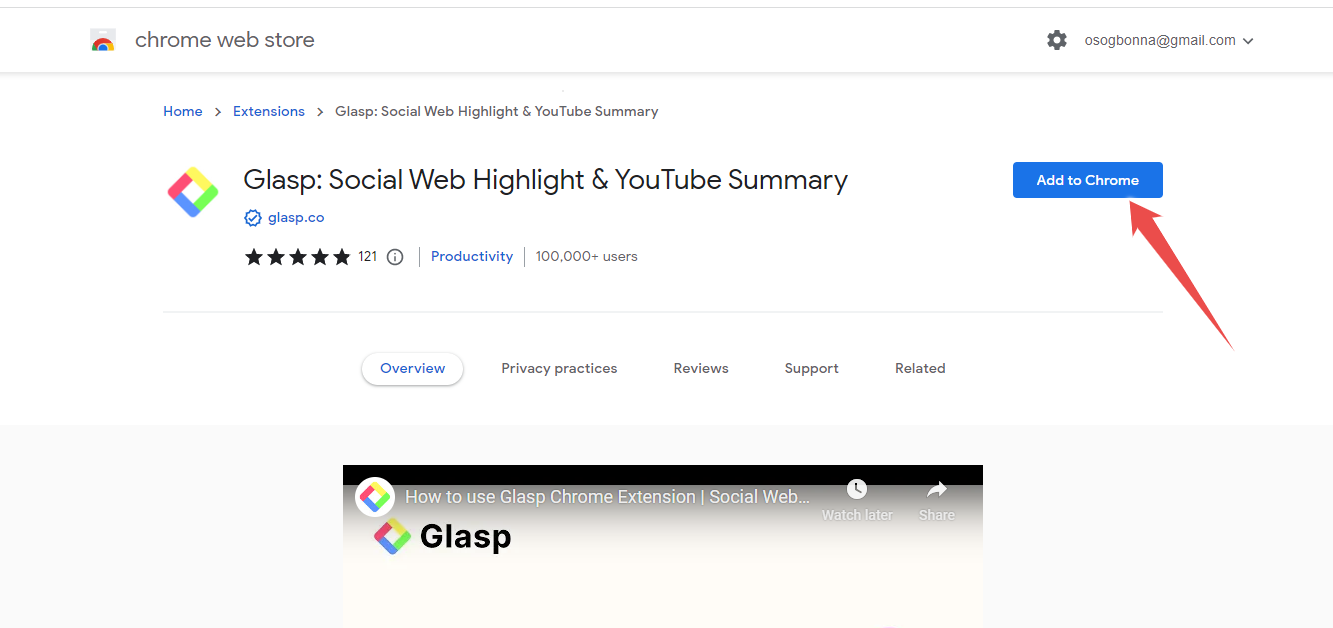 chrome web store
osogbonna@gmail.com
Home > Extensions > Glasp: Social Web Highlight & YouTube Summary
Glasp: Social Web Highlight & YouTube Summary
Add to Chrome
glasp.co
121 Productivity 100,000+ users
Overview Privacy practices Reviews Support Related
How to use Glasp Chrome Extension | Social Web...
Watch later Share
Glasp